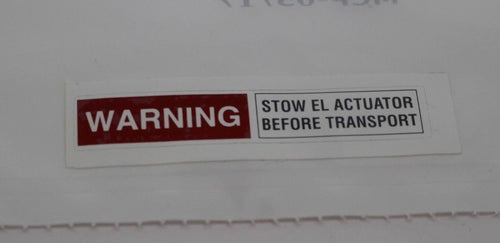 WARNING
STOW EL ACTUATOR
BEFORE TRANSPORT